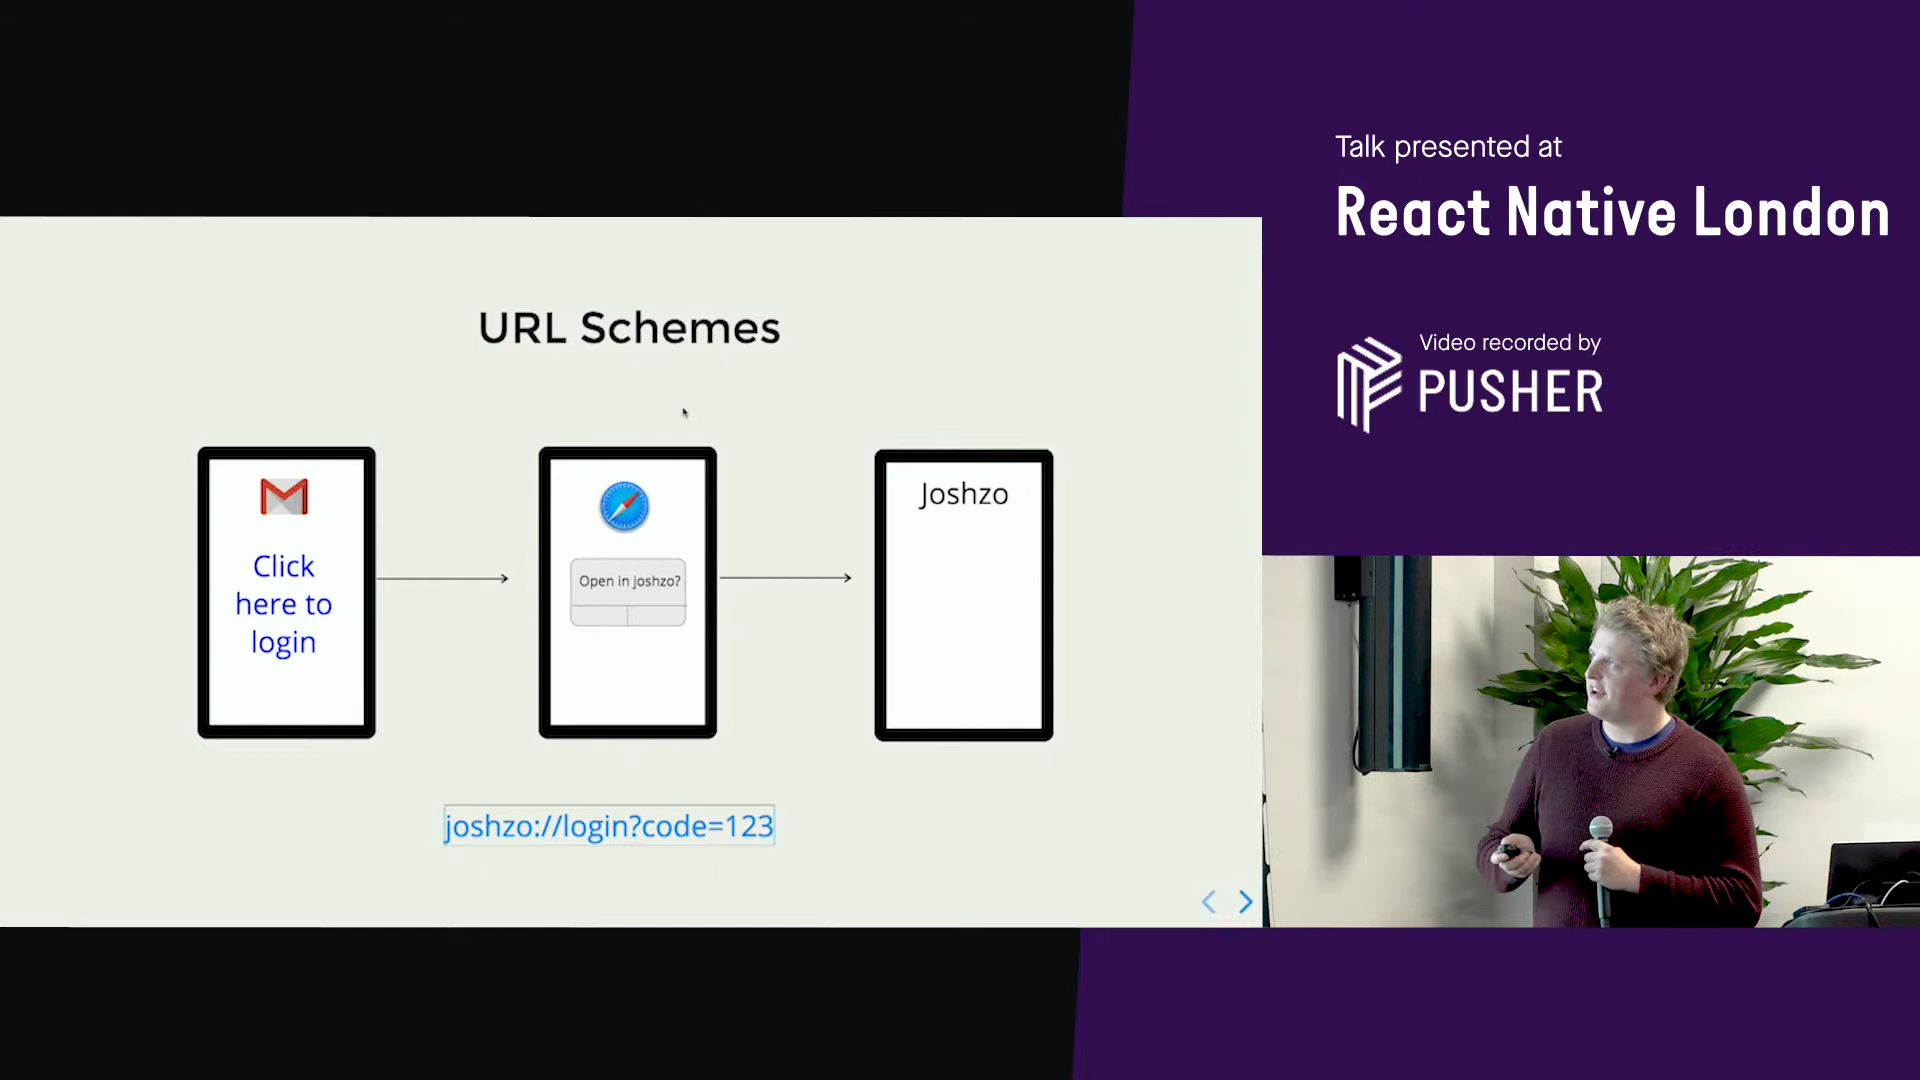 URL Schemes
Click
here to
login
Open in joshzo?
Joshzo
joshzo://login?code=123
Talk presented at
React Native London
Video recorded by
PUSHER